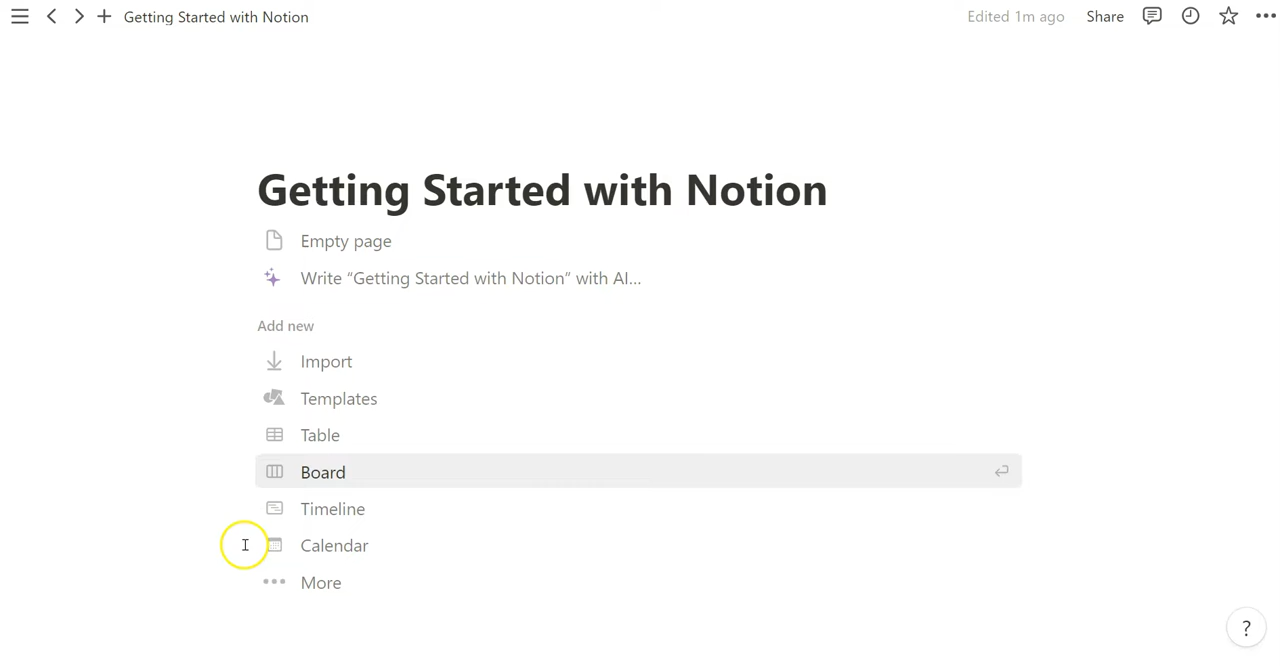 Getting Started with Notion
Edited 1m ago
Share
Getting Started with Notion
Empty page
Write “Getting Started with Notion” with AI...
Add new
Import
Templates
Table
Board
Timeline
Calendar
More
?